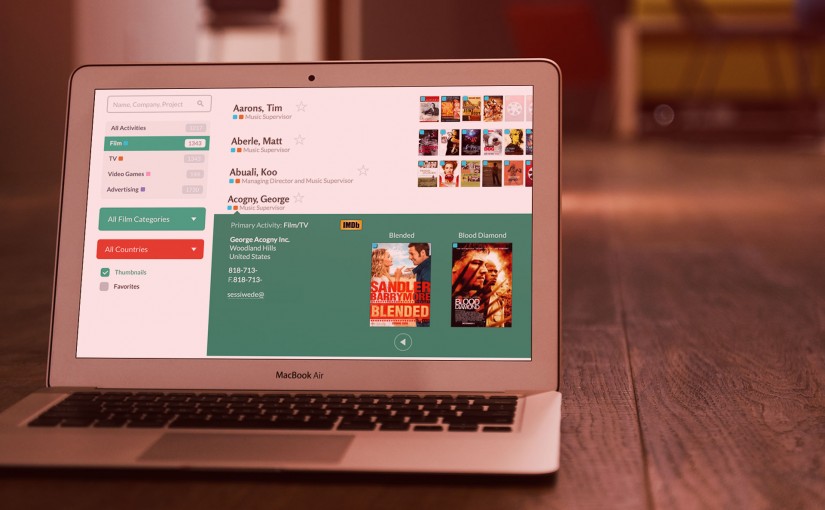 Name, Company, Project
All Activities
Film 1343
TV
Video Games
Advertising
All Film Categories
All Countries
Thumbnails
Favorites
Aarons, Tim
Music Supervisor
Aberle, Matt
Music Supervisor
Abuali, Koo
Managing Director and Music Supervisor
Acogny, George
Music Supervisor
Primary Activity: Film/TV
IMDb
George Acogny Inc.
Woodland Hills
United States
818-713-
F.818-713-
sessiwede@
Blended
SANDLER
BARRYMORE
BLENDED
Blood Diamond
BLOOD
DIAMOND
MacBook Air